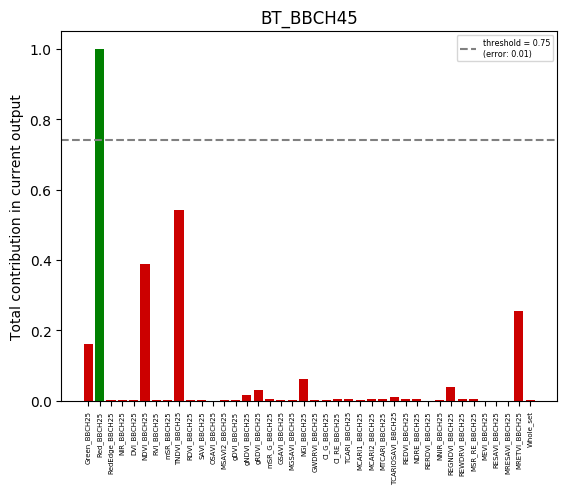 BT_BBCH45
threshold = 0.75
(error: 0.01)
Total contribution in current output
1.0
0.8
0.6
0.4
0.2
0.0
Green_BBCH25
Red_BBCH25
RedEdge_BBCH25
NIR_BBCH25
DVI_BBCH25
NDVI_BBCH25
RVI_BBCH25
mSR_BBCH25
TNDVI_BBCH25
RDVI_BBCH25
SAVI_BBCH25
OSAVI_BBCH25
MSAVI2_BBCH25
gDVI_BBCH25
gNDVI_BBCH25
gRDVI_BBCH25
mSR_G_BBCH25
GSAVI_BBCH25
MGSAVI_BBCH25
NGI_BBCH25
GWDRVI_BBCH25
CI_G_BBCH25
CI_RE_BBCH25
TCARI_BBCH25
MCARI1_BBCH25
MCARI2_BBCH25
MTCARI_BBCH25
TCARIOSAVI_BBCH25
REDVI_BBCH25
NDRE_BBCH25
RERDVI_BBCH25
NNIR_BBCH25
REGNDVI_BBCH25
REWDRVI_BBCH25
MSR_RE_BBCH25
MEVI_BBCH25
RESAVI_BBCH25
MRESAVI_BBCH25
MRETVI_BBCH25
Whole_set